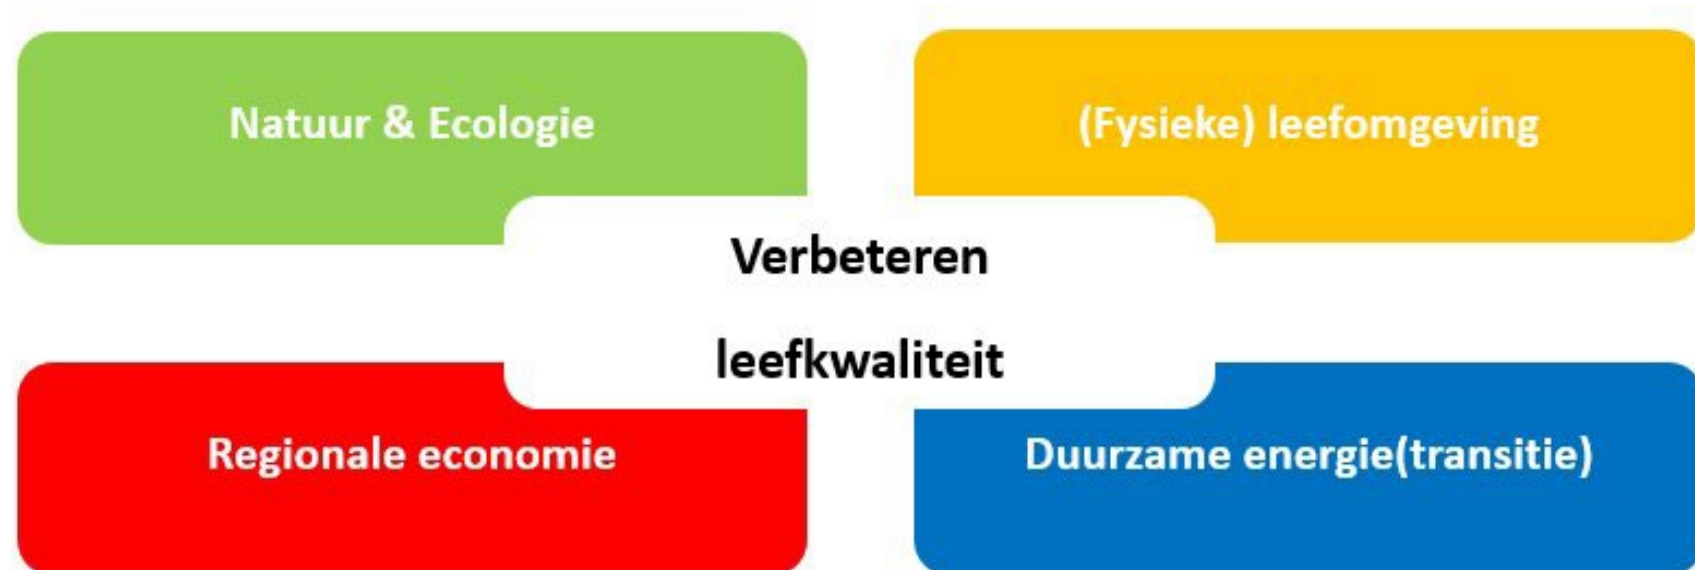 Natuur & Ecologie
(Fysieke) leefomgeving
Verbeteren
leefkwaliteit
Regionale economie
Duurzame energie(transitie)